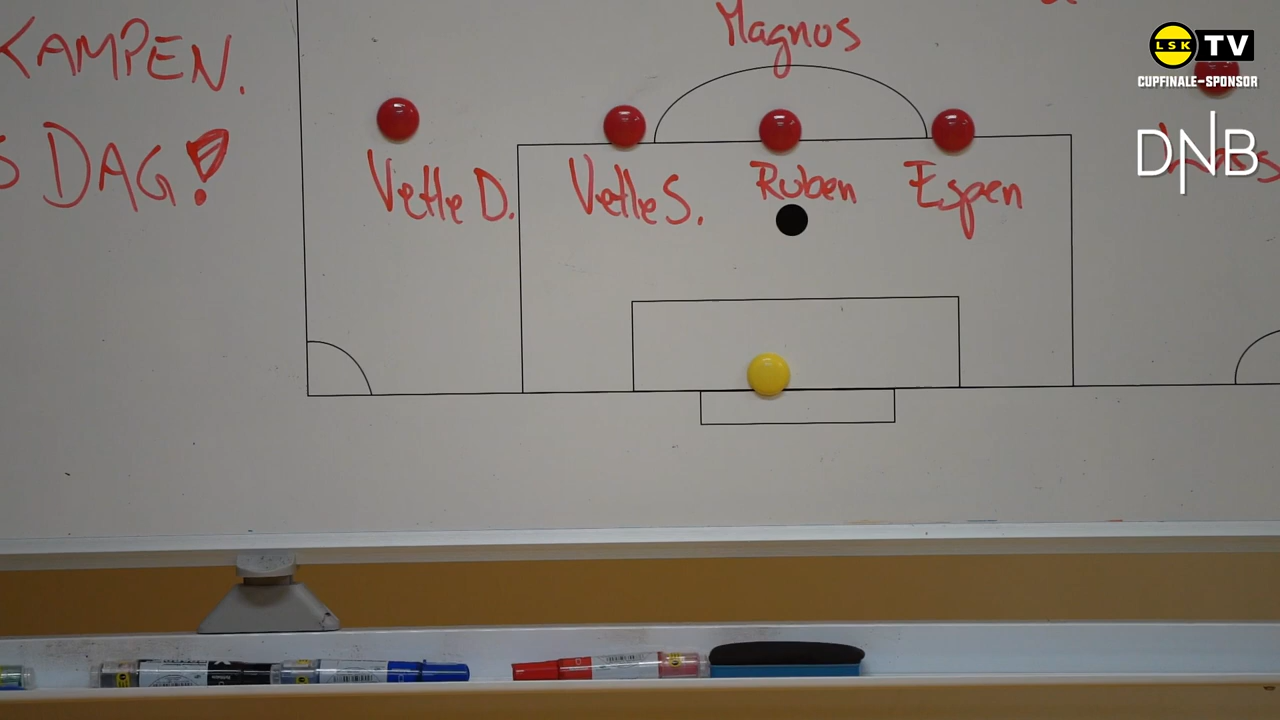 KAMPEN.
S DAG!
Magnus
Vetle D.
Vetle S.
Ruben
Espen
LSK TV
CUPFINALE-SPONSOR
DNB